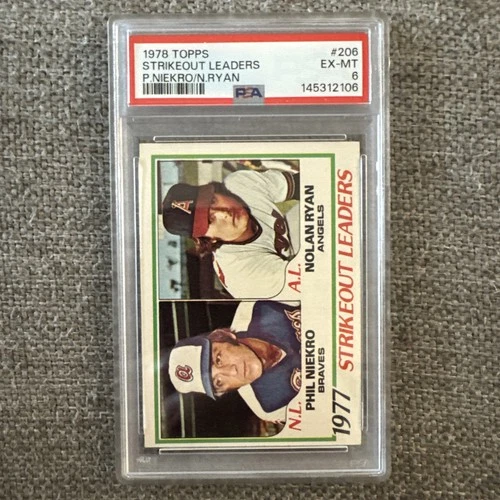 1978 TOPPS #206
STRIKEOUT LEADERS EX-MT
P.NIEKRO/N.RYAN 6
PSA 145312106
A
A
N.L. A.L.
PHIL NIEKRO NOLAN RYAN
BRAVES ANGELS
1977 STRIKEOUT LEADERS